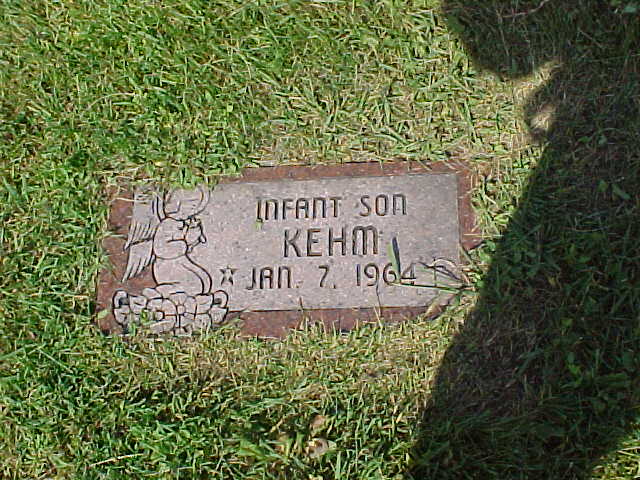 INFANT SON
KEHM
☆ JAN. 7, 1964